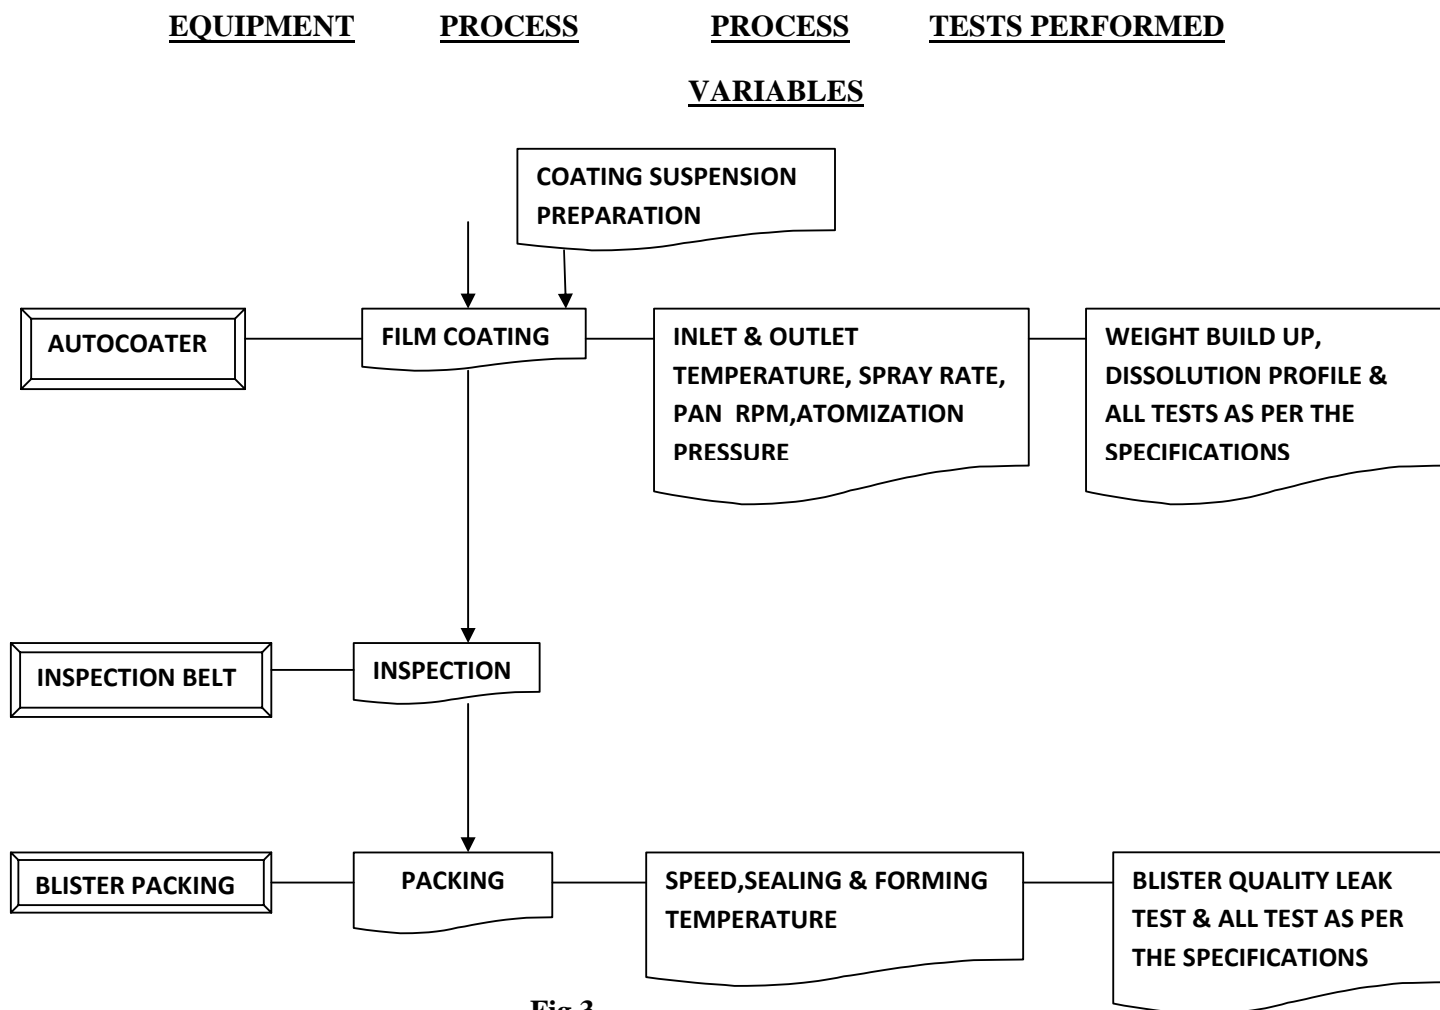 EQUIPMENT PROCESS PROCESS TESTS PERFORMED
VARIABLES
COATING SUSPENSION
PREPARATION
AUTOCOATER
FILM COATING
INLET & OUTLET
TEMPERATURE, SPRAY RATE,
PAN RPM,ATOMIZATION
PRESSURE
WEIGHT BUILD UP,
DISSOLUTION PROFILE &
ALL TESTS AS PER THE
SPECIFICATIONS
INSPECTION BELT
INSPECTION
BLISTER PACKING
PACKING
SPEED,SEALING & FORMING
TEMPERATURE
BLISTER QUALITY LEAK
TEST & ALL TEST AS PER
THE SPECIFICATIONS
Fig 3